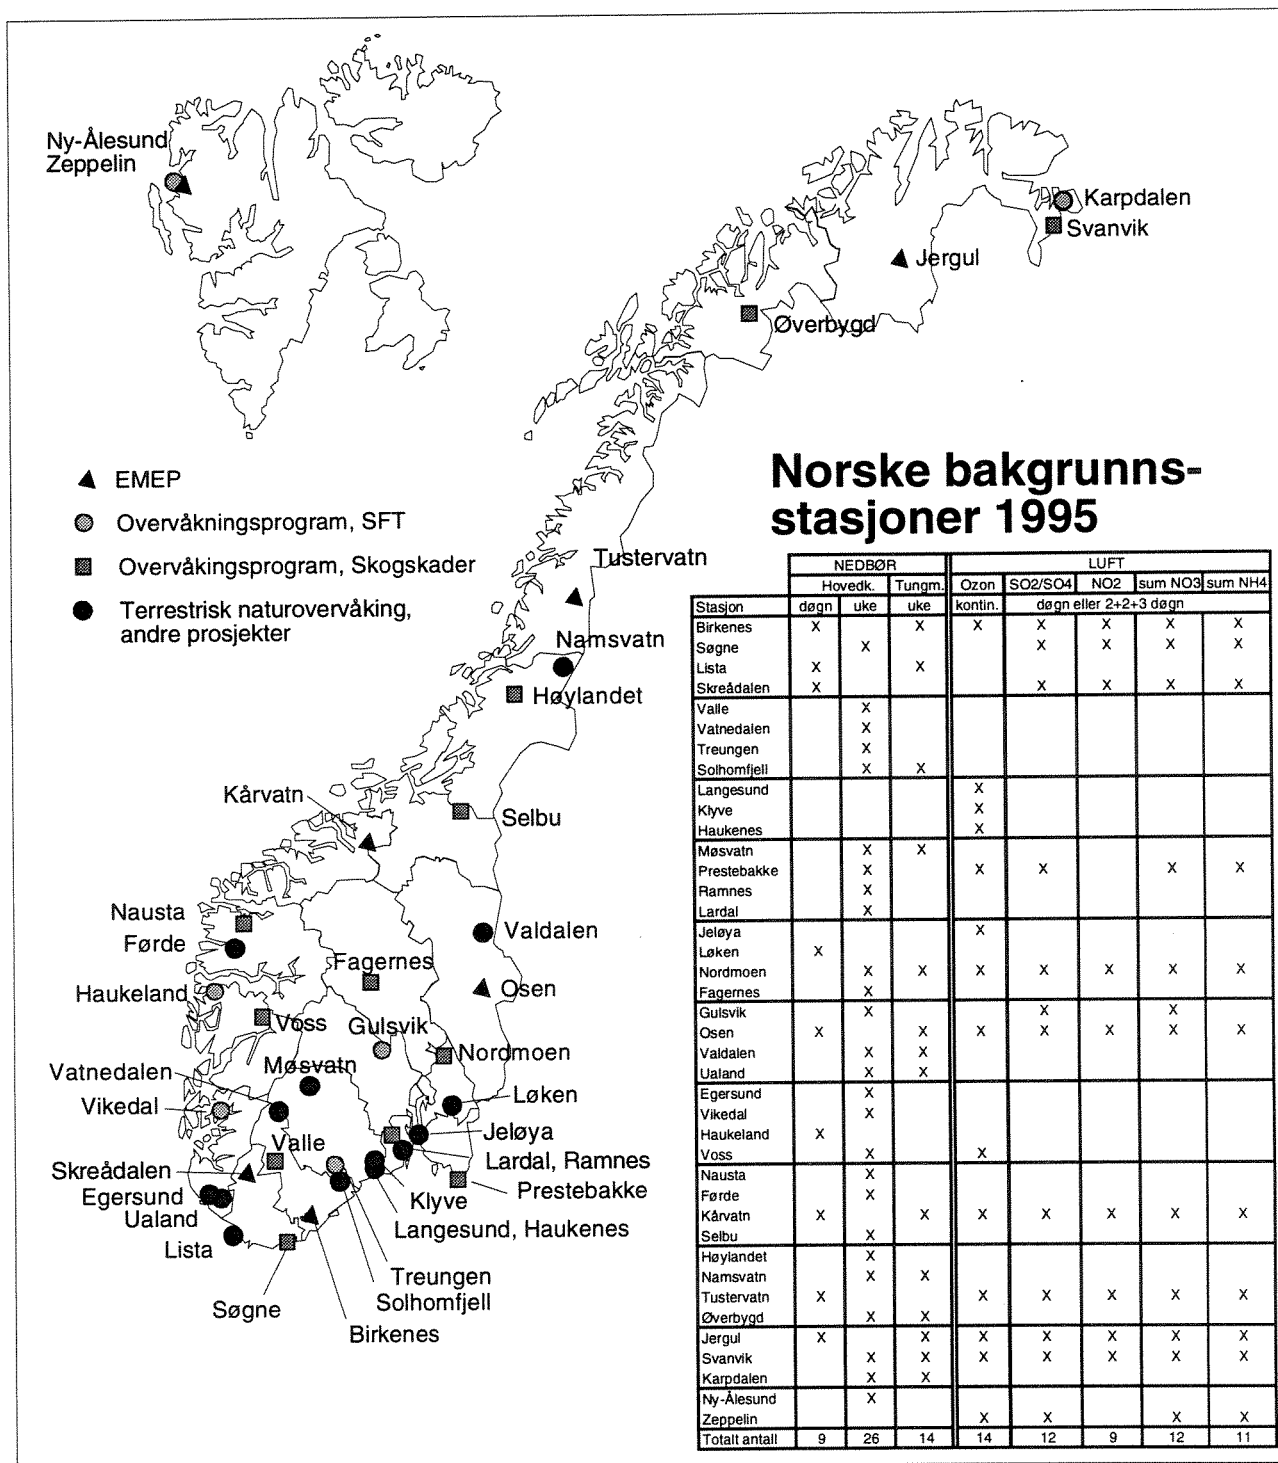 Ny-Ålesund
Zeppelin
Karpdalen
Svanvik
Jergul
Øverbygd
EMEP
Overvåkningsprogram, SFT
Overvåkingsprogram, Skogskader
Terrestrisk naturovervåking,
andre prosjekter
Norske bakgrunns-
stasjoner 1995
Tustervatn
Namsvatn
Høylandet
Kårvatn
Selbu
Nausta
Førde
Valdalen
Fagernes
Haukeland
Osen
Voss
Gulsvik
Nordmoen
Vatnedalen
Møsvatn
Løken
Vikedal
Jeløya
Valle
Lardal, Ramnes
Skreådalen
Prestebakke
Egersund
Klyve
Ualand
Langesund, Haukenes
Lista
Treungen
Solhomfjell
Søgne
Birkenes
NEDBØR LUFT
Hovedk. Tungm. Ozon SO2/SO4 NO2 sum NO3 sum NH4
Stasjon døgn uke uke kontin. døgn eller 2+2+3 døgn
Birkenes X X X X X X X
Søgne X X X X X
Lista X X
Skreådalen X X X X X
Valle X
Vatnedalen X
Treungen X
Solhomfjell X X
Langesund X
Klyve X
Haukenes X
Møsvatn X X
Prestebakke X X X X X
Ramnes X
Lardal X
Jeløya X
Løken X
Nordmoen X X X X X X X
Fagernes X
Gulsvik X X X
Osen X X X X X X X
Valdalen X X
Ualand X X
Egersund X
Vikedal X
Haukeland X
Voss X X
Nausta X
Førde X
Kårvatn X X X X X X X
Selbu X
Høylandet X
Namsvatn X X
Tustervatn X X X X X X
Øverbygd X X
Jergul X X X X X X X
Svanvik X X X X X X X
Karpdalen X X
Ny-Ålesund X
Zeppelin X X X X
Totalt antall 9 26 14 14 12 9 12 11